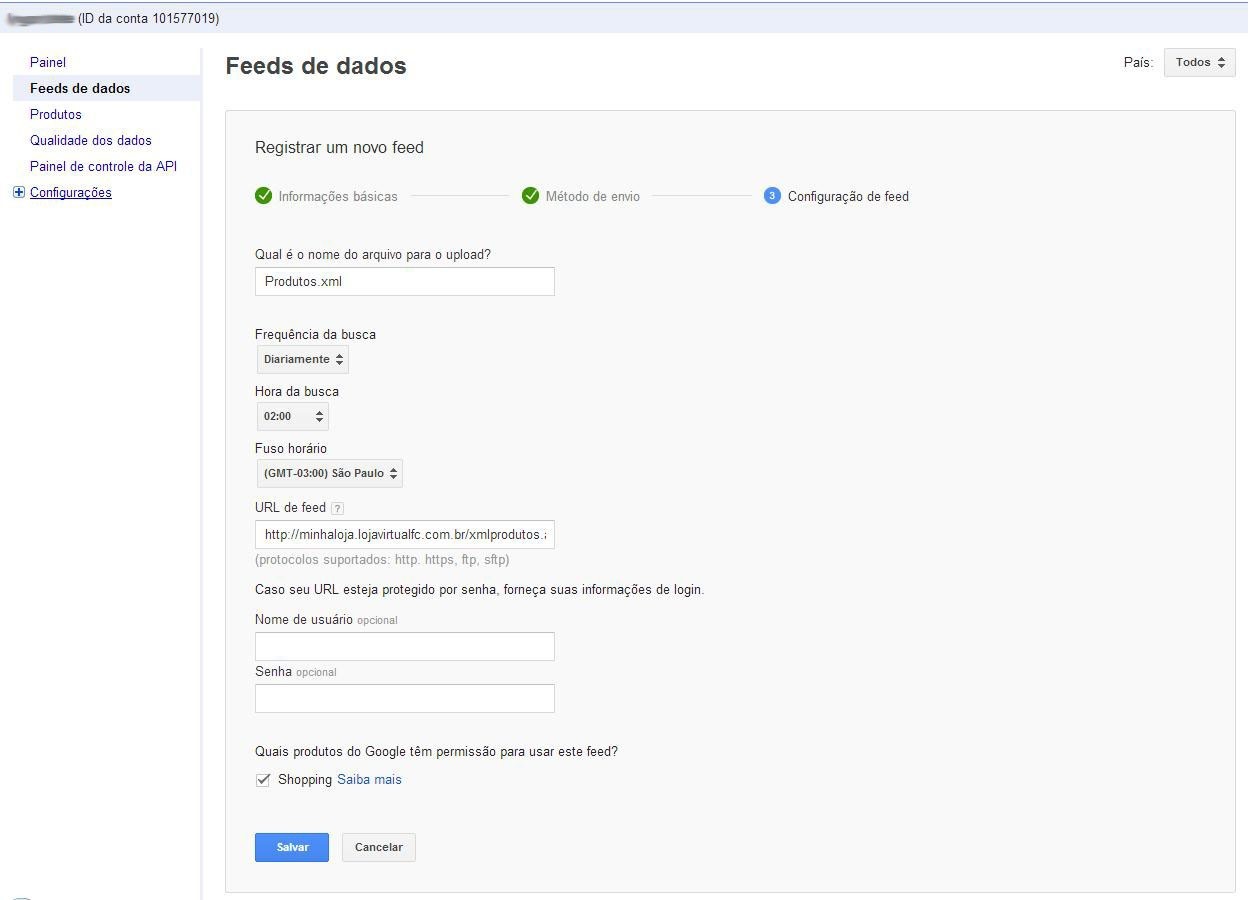 (ID da conta 101577019)
Painel
Feeds de dados
Produtos
Qualidade dos dados
Painel de controle da API
Configurações
Feeds de dados
País: Todos
Registrar um novo feed
Informações básicas Método de envio 3 Configuração de feed
Qual é o nome do arquivo para o upload?
Produtos.xml
Frequência da busca
Diariamente
Hora da busca
02:00
Fuso horário
(GMT-03:00) São Paulo
URL de feed ?
http://minhaloja.lojavirtualfc.com.br/xmlprodutos.
(protocolos suportados: http. https, ftp, sftp)
Caso seu URL esteja protegido por senha, forneça suas informações de login.
Nome de usuário opcional
Senha opcional
Quais produtos do Google têm permissão para usar este feed?
Shopping Saiba mais
Salvar Cancelar